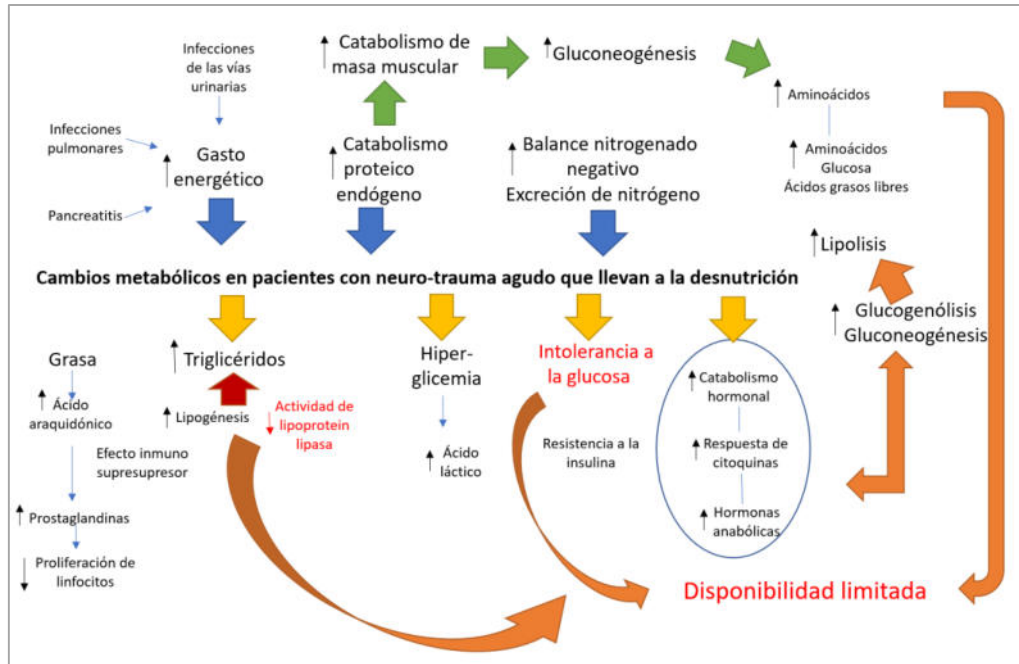 Infecciones
de las vías
urinarias
Infecciones
pulmonares
Pancreatitis
Gasto
energético
Catabolismo de
masa muscular
Gluconeogénesis
Aminoácidos
Catabolismo
proteico
endógeno
Balance nitrogenado
negativo
Excreción de nitrógeno
Aminoácidos
Glucosa
Ácidos grasos libres
Lipolisis
Glucogenólisis
Gluconeogénesis
Cambios metabólicos en pacientes con neuro-trauma agudo que llevan a la desnutrición
Grasa
Ácido
araquidónico
Efecto inmuno
supresupresor
Prostaglandinas
Proliferación de
linfocitos
Triglicéridos
Lipogénesis
Actividad de
lipoprotein
lipasa
Hiper-
glicemia
Ácido
láctico
Intolerancia a
la glucosa
Resistencia a la
insulina
Catabolismo
hormonal
Respuesta de
citoquinas
Hormonas
anabólicas
Disponibilidad limitada